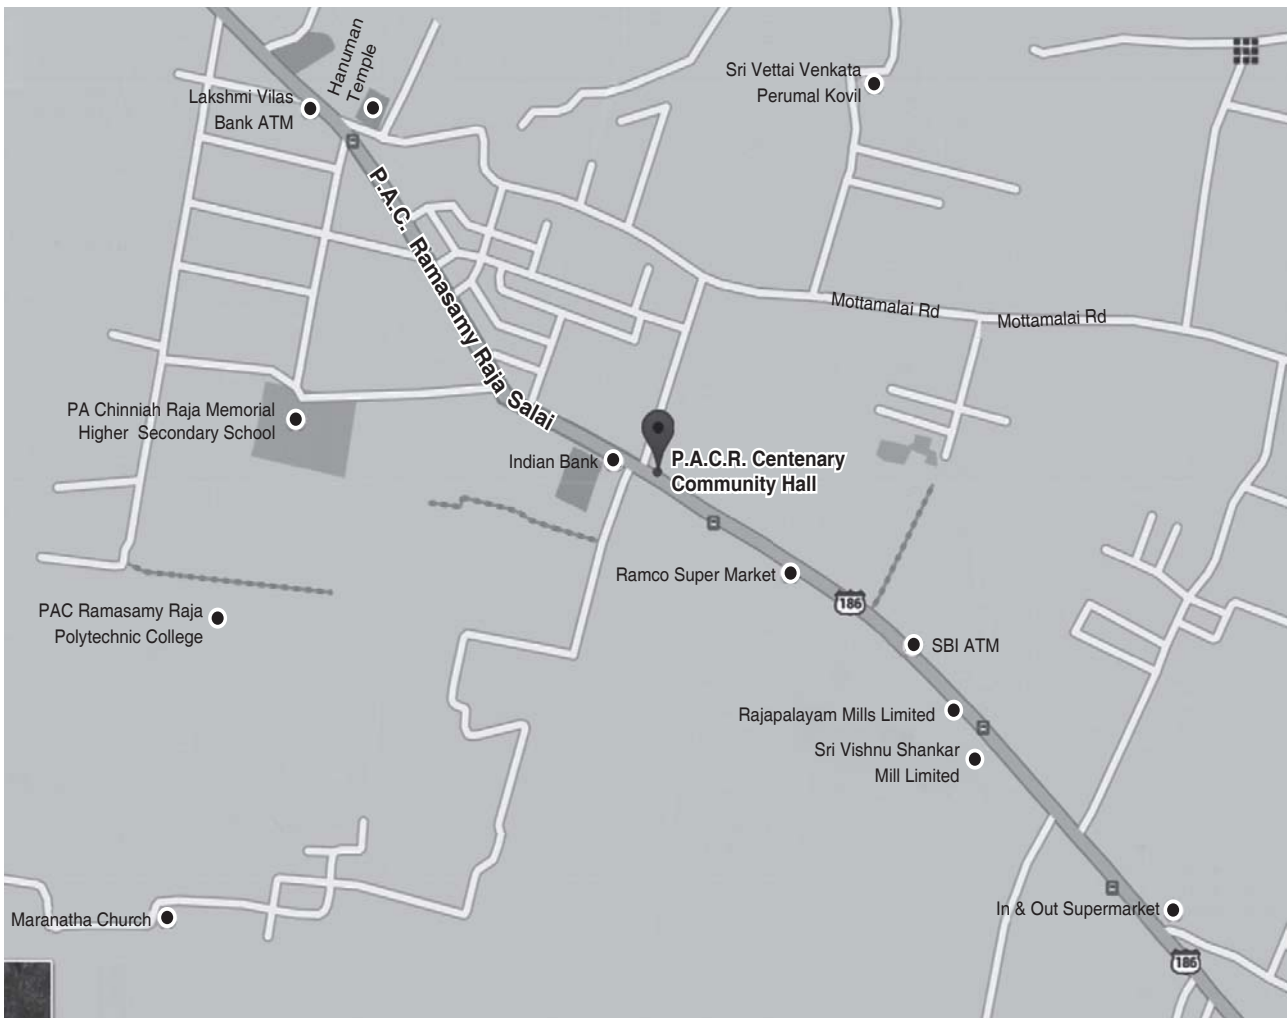 Hanuman
Temple
Lakshmi Vilas
Bank ATM
Sri Vettai Venkata
Perumal Kovil
P.A.C. Ramasamy Raja Salai
Mottamalai Rd
Mottamalai Rd
PA Chinniah Raja Memorial
Higher Secondary School
Indian Bank
P.A.C.R. Centenary
Community Hall
Ramco Super Market
186
PAC Ramasamy Raja
Polytechnic College
SBI ATM
Rajapalayam Mills Limited
Sri Vishnu Shankar
Mill Limited
In & Out Supermarket
Maranatha Church
186